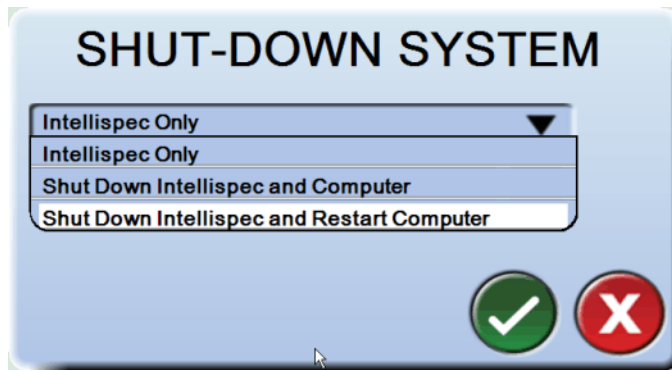 SHUT-DOWN SYSTEM
Intellispec Only
Intellispec Only
Shut Down Intellispec and Computer
Shut Down Intellispec and Restart Computer